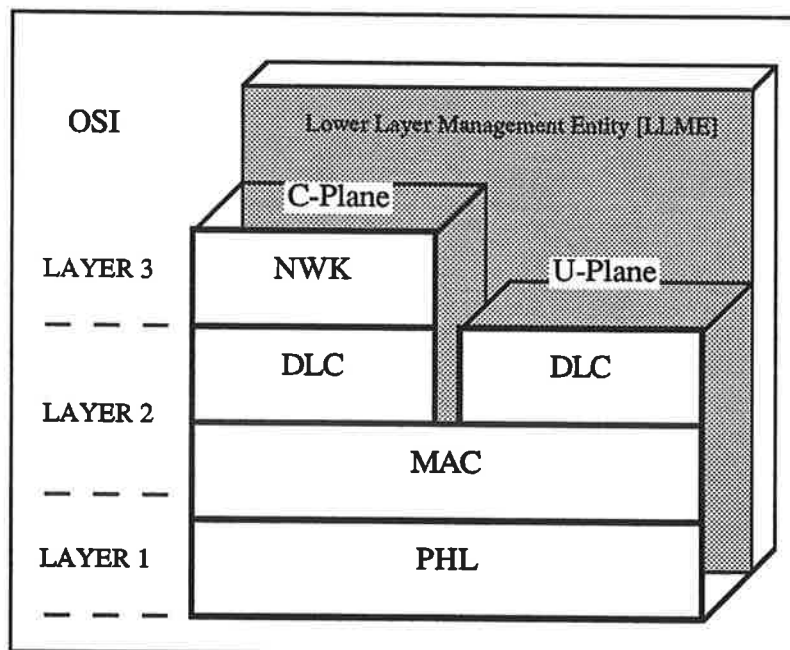 OSI
Lower Layer Management Entity [LLME]
C-Plane
LAYER 3
NWK
U-Plane
DLC
DLC
LAYER 2
MAC
LAYER 1
PHL